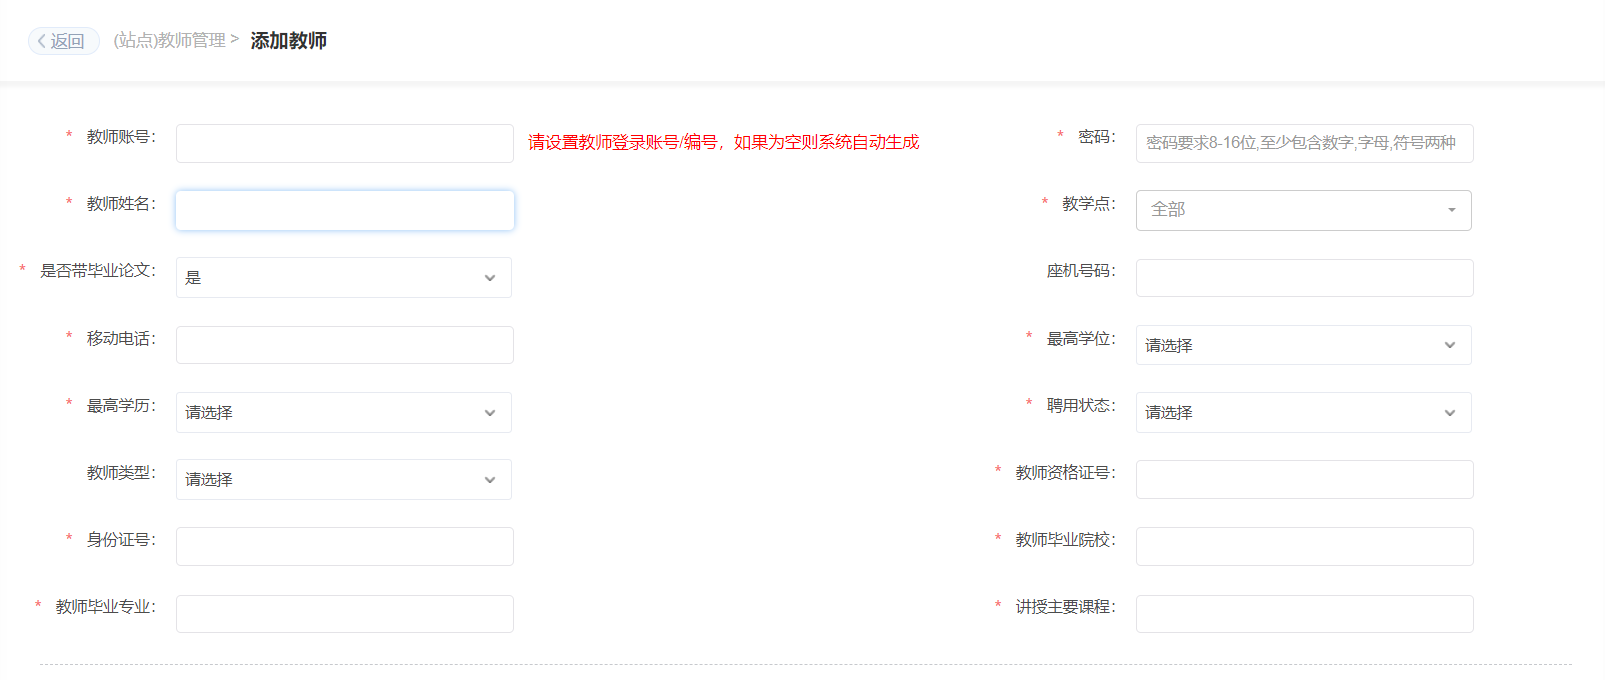 返回 (站点)教师管理 > 添加教师
* 教师账号： 请设置教师登录账号/编号，如果为空则系统自动生成 * 密码： 密码要求8-16位,至少包含数字,字母,符号两种
* 教师姓名： * 教学点： 全部
* 是否带毕业论文： 是 座机号码：
* 移动电话： * 最高学位： 请选择
* 最高学历： 请选择 * 聘用状态： 请选择
教师类型： 请选择 * 教师资格证号：
* 身份证号： * 教师毕业院校：
* 教师毕业专业： * 讲授主要课程：